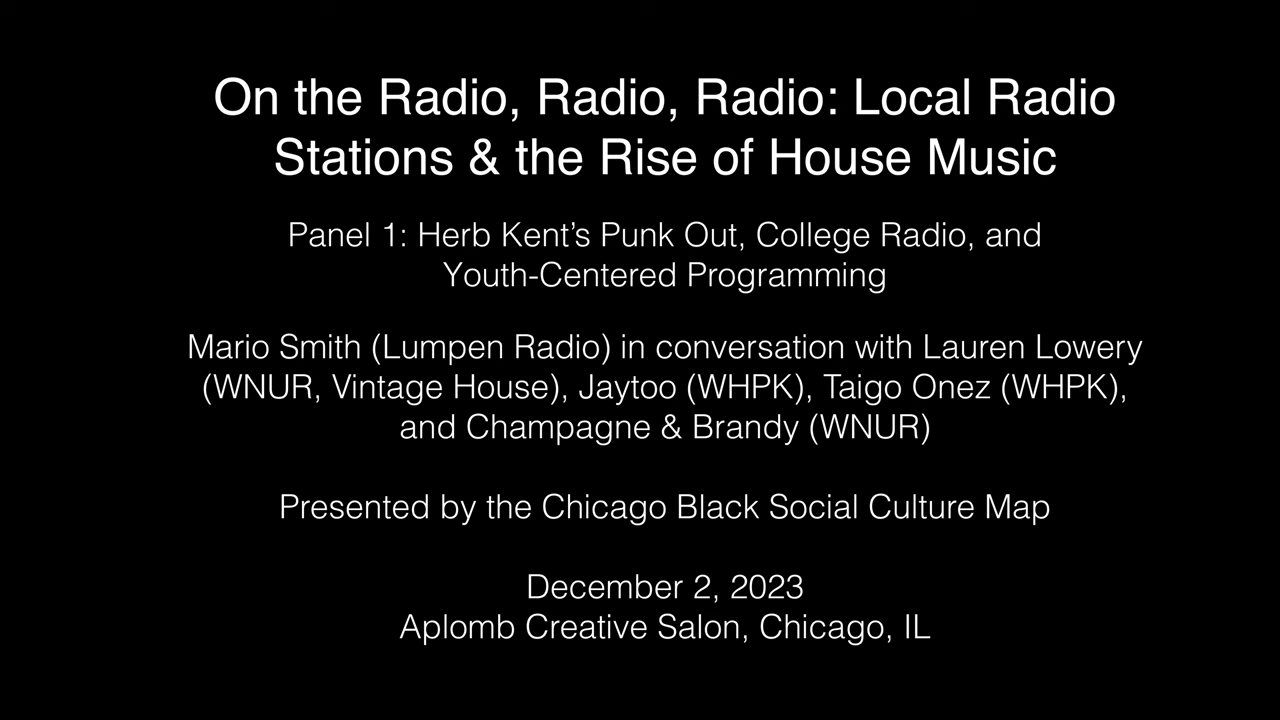 On the Radio, Radio, Radio: Local Radio
Stations & the Rise of House Music
Panel 1: Herb Kent’s Punk Out, College Radio, and
Youth-Centered Programming
Mario Smith (Lumpen Radio) in conversation with Lauren Lowery
(WNUR, Vintage House), Jaytoo (WHPK), Taigo Onez (WHPK),
and Champagne & Brandy (WNUR)
Presented by the Chicago Black Social Culture Map
December 2, 2023
Aplomb Creative Salon, Chicago, IL